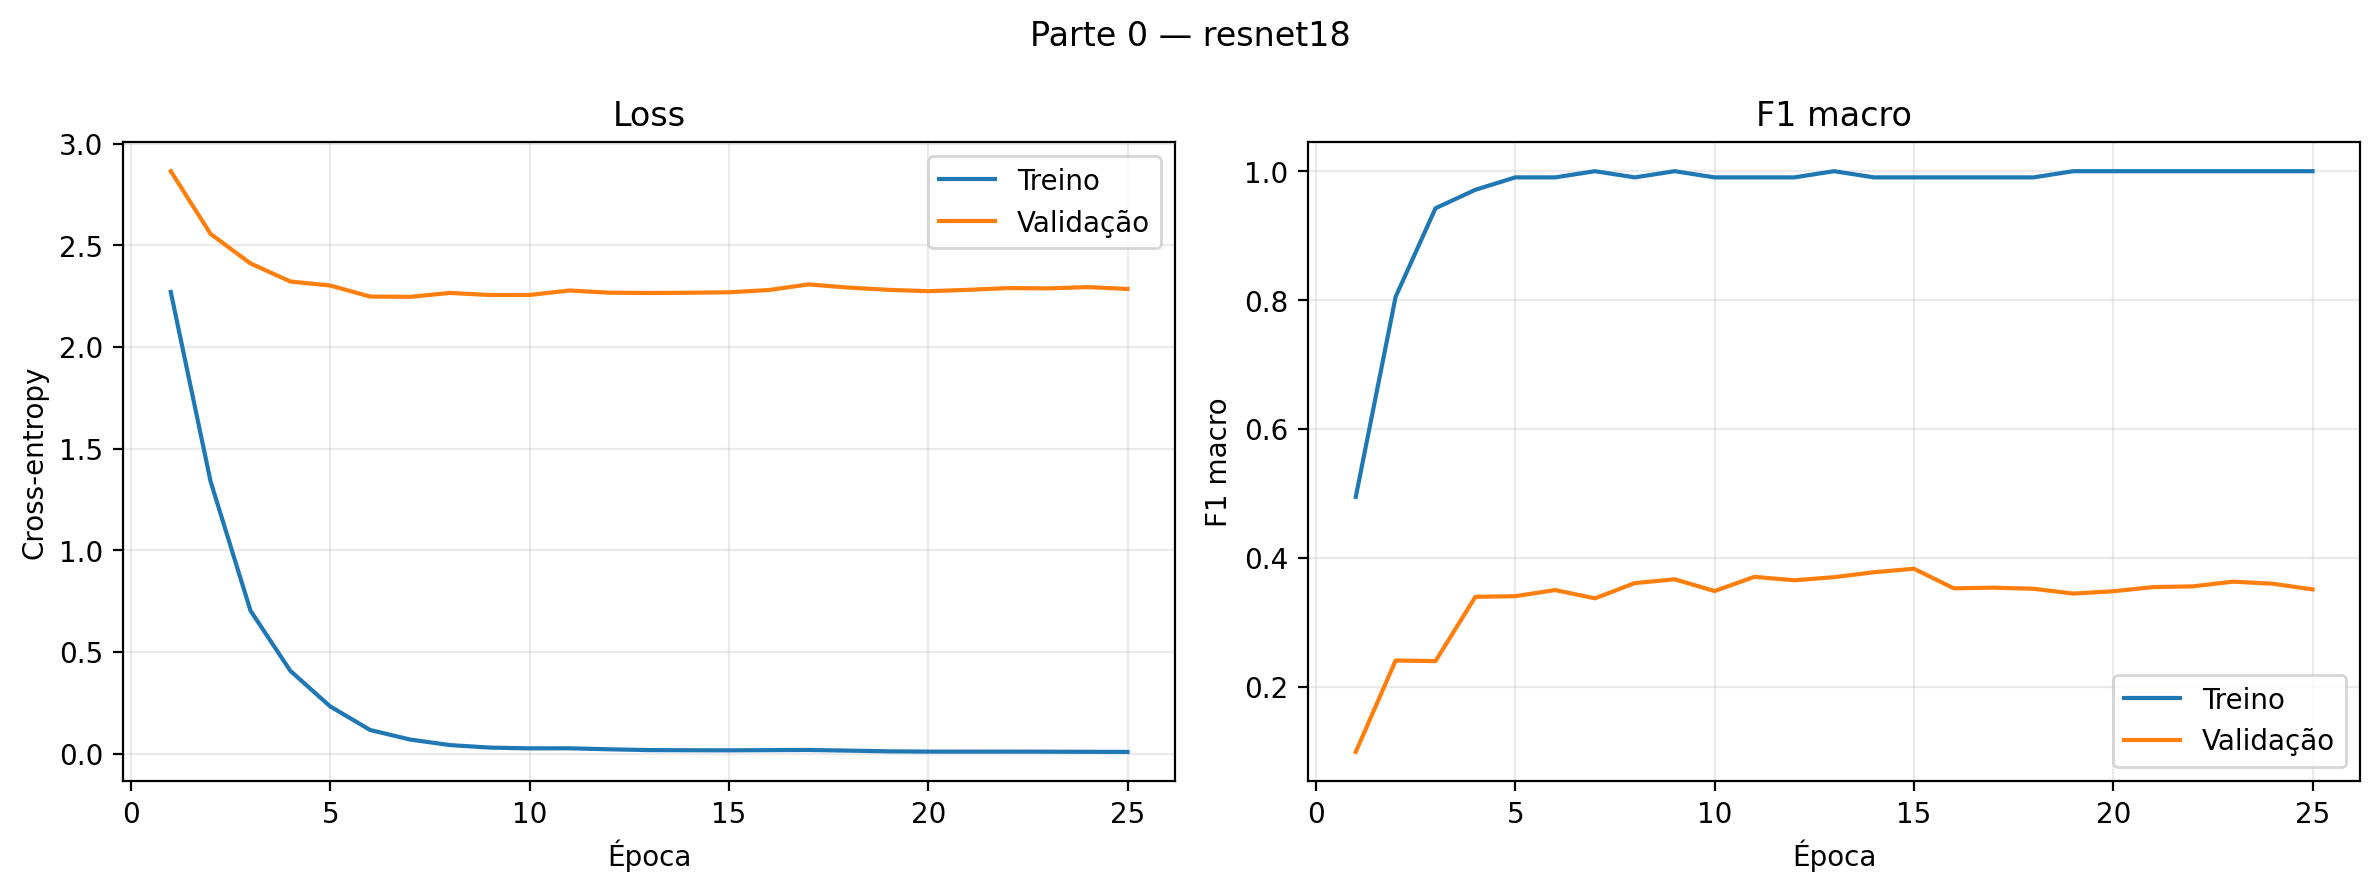 Parte 0 — resnet18
Loss
3.0
2.5
2.0
1.5
1.0
0.5
0.0
Cross-entropy
Treino
Validação
0
5
10
15
20
25
Época
F1 macro
1.0
0.8
0.6
0.4
0.2
F1 macro
Treino
Validação
0
5
10
15
20
25
Época